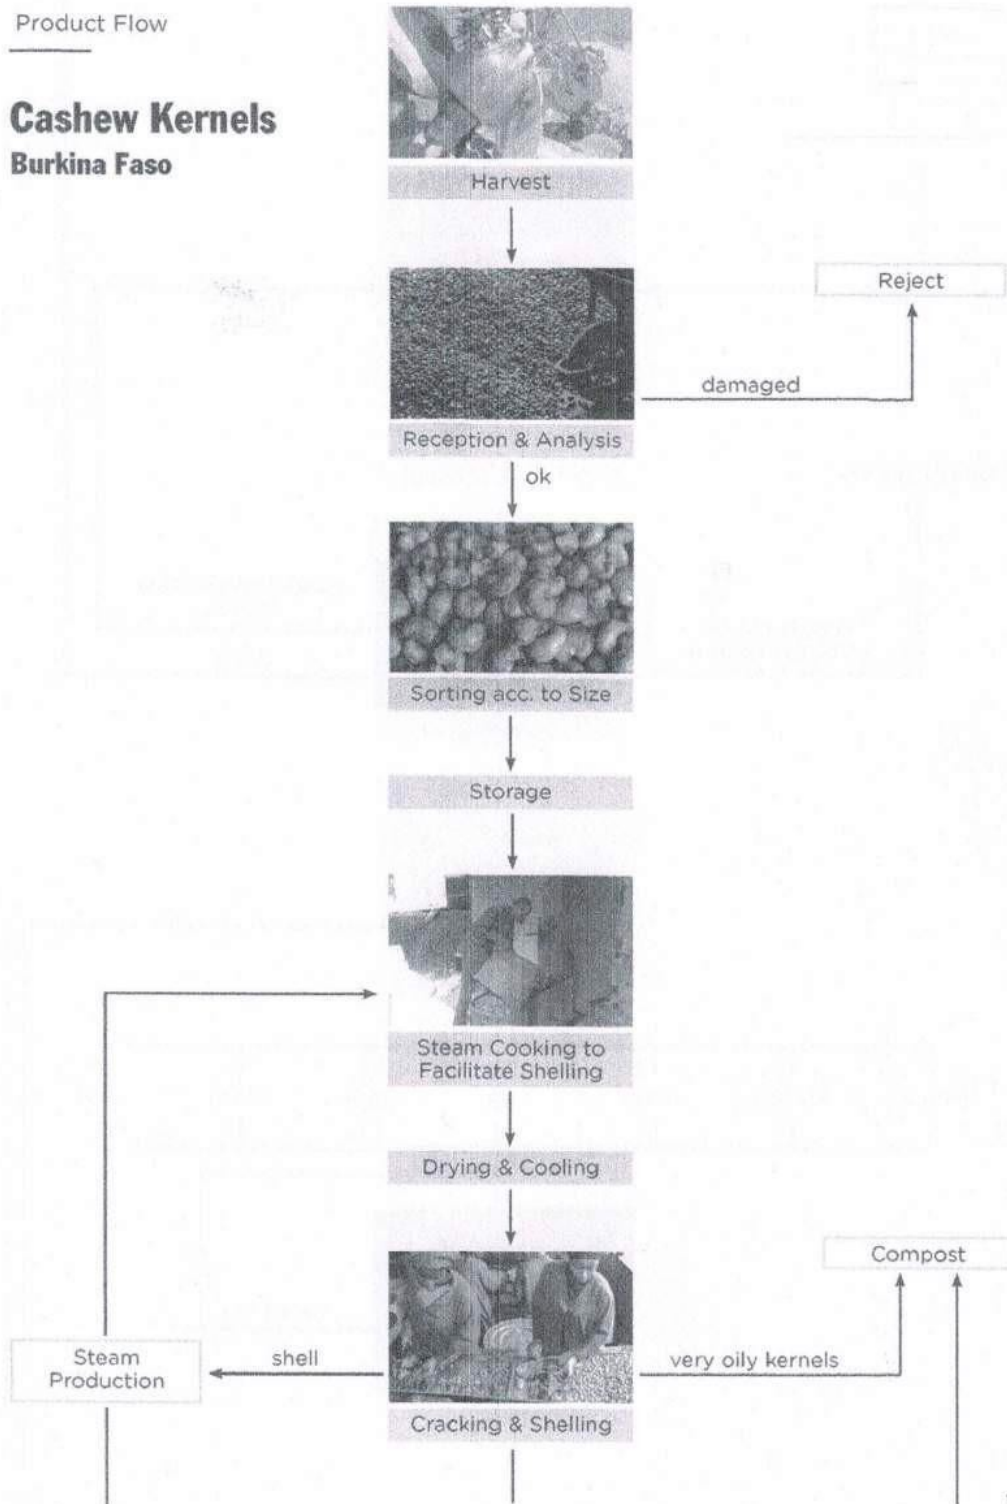 Product Flow
Cashew Kernels
Burkina Faso
Harvest
Reject
damaged
Reception & Analysis
ok
Sorting acc. to Size
Storage
Steam Cooking to
Facilitate Shelling
Drying & Cooling
Compost
Steam
Production
shell
very oily kernels
Cracking & Shelling